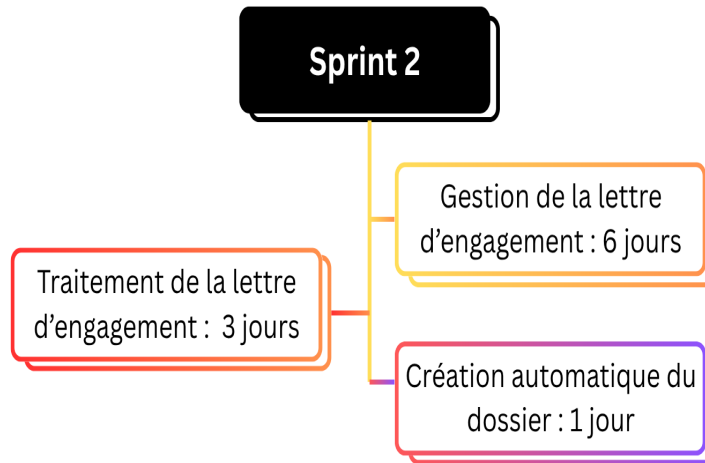 Sprint 2
Gestion de la lettre
d’engagement : 6 jours
Traitement de la lettre
d’engagement :  3 jours
Création automatique du
dossier : 1 jour